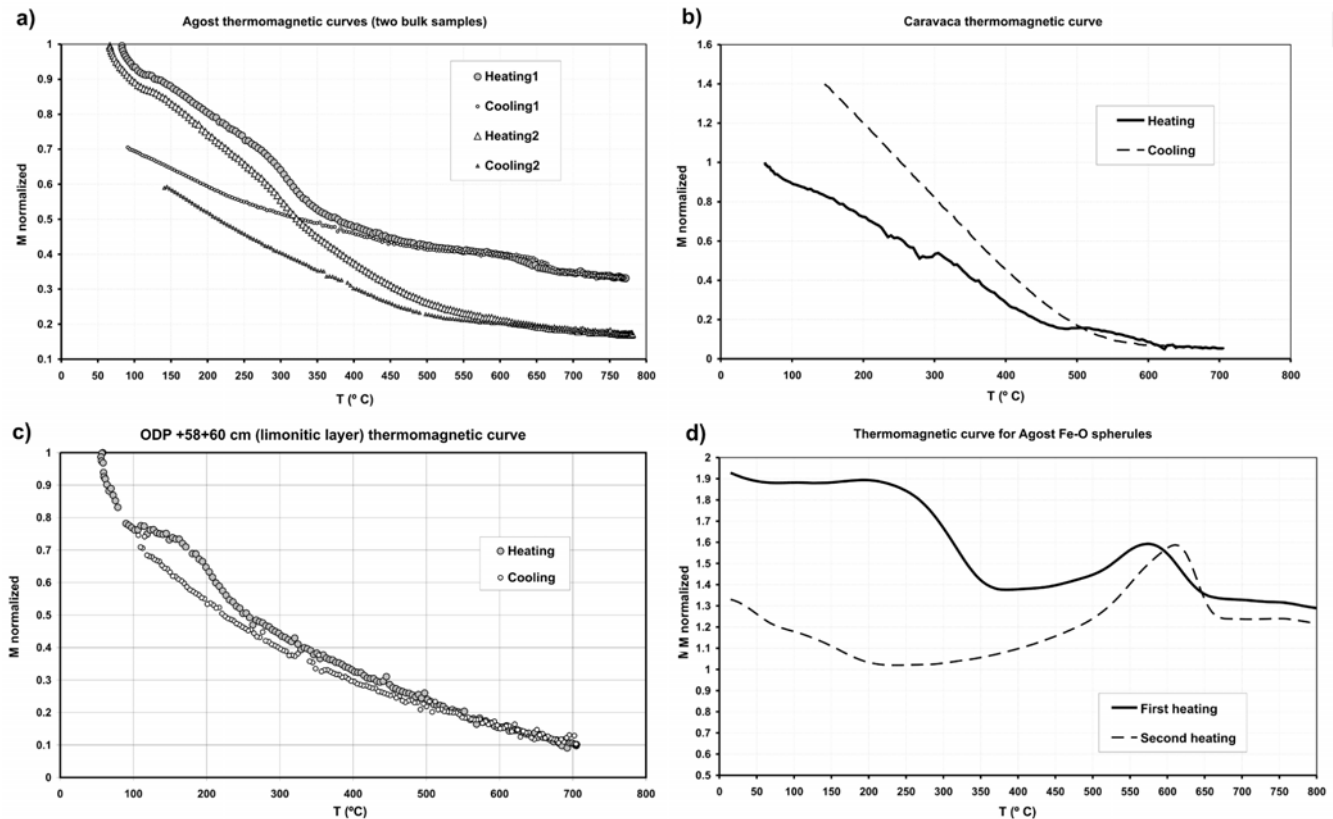 a)
Agost thermomagnetic curves (two bulk samples)
M normalized
1
0.9
0.8
0.7
0.6
0.5
0.4
0.3
0.2
0.1
Heating1
Cooling1
Heating2
Cooling2
0 50 100 150 200 250 300 350 400 450 500 550 600 650 700 750 800
T (º C)
b)
Caravaca thermomagnetic curve
M normalized
1.6
1.4
1.2
1
0.8
0.6
0.4
0.2
0
Heating
Cooling
0 100 200 300 400 500 600 700 800
T (º C)
c)
ODP +58+60 cm (limonitic layer) thermomagnetic curve
M normalized
1
0.9
0.8
0.7
0.6
0.5
0.4
0.3
0.2
0.1
0
Heating
Cooling
0 100 200 300 400 500 600 700 800
T (ºC)
d)
Thermomagnetic curve for Agost Fe-O spherules
N M normalized
2
1.9
1.8
1.7
1.6
1.5
1.4
1.3
1.2
1.1
1
0.9
0.8
0.7
0.6
0.5
First heating
Second heating
0 50 100 150 200 250 300 350 400 450 500 550 600 650 700 750 800
T (º C)